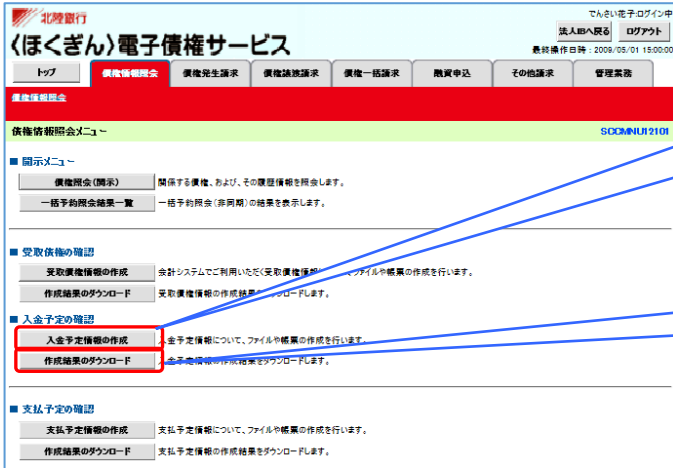 北陸銀行
でんさい花子:ログイン中
〈ほくぎん〉電子債権サービス
法人IBへ戻る ログアウト
最終操作日時：2009/05/01 15:00:00
トップ 債権情報照会 債権発生請求 債権譲渡請求 債権一括請求 融資申込 その他請求 管理業務
債権情報照会
債権情報照会メニュー SCCMNU12101
■ 開示メニュー
債権照会(開示) 関係する債権、および、その履歴情報を照会します。
一括予約照会結果一覧 一括予約照会(非同期)の結果を表示します。
■ 受取債権の確認
受取債権情報の作成 会計システムでご利用いただく受取債権情報 ファイルや帳票の作成を行います。
作成結果のダウンロード 受取債権情報の作成結果をダウンロードします。
■ 入金予定の確認
入金予定情報の作成 入金予定情報について、ファイルや帳票の作成を行います。
作成結果のダウンロード 入金予定情報の作成結果をダウンロードします。
■ 支払予定の確認
支払予定情報の作成 支払予定情報について、ファイルや帳票の作成を行います。
作成結果のダウンロード 支払予定情報の作成結果をダウンロードします。